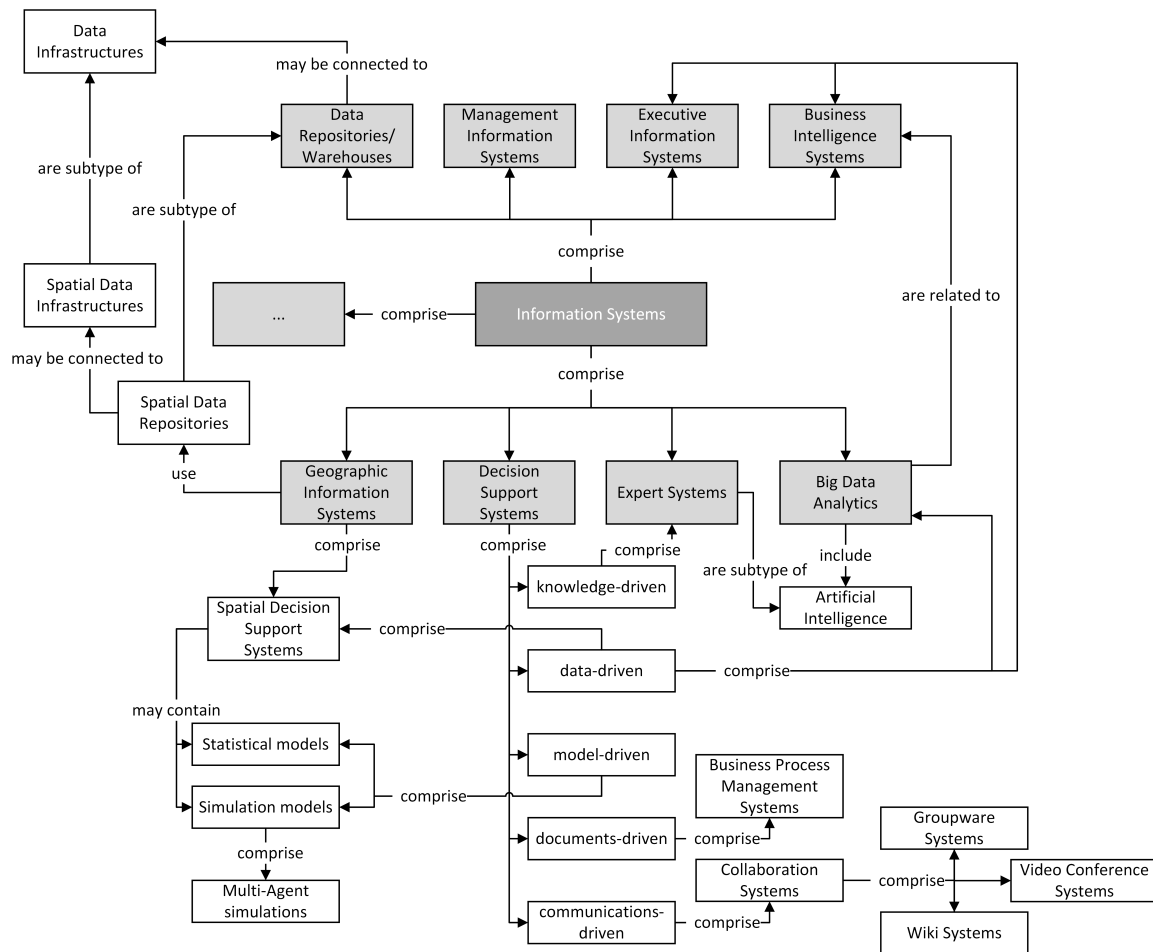 Data
Infrastructures
may be connected to
Data
Repositories/
Warehouses
Management
Information
Systems
Executive
Information
Systems
Business
Intelligence
Systems
are subtype of
are subtype of
comprise
Spatial Data
Infrastructures
...
comprise
Information Systems
are related to
may be connected to
comprise
Spatial Data
Repositories
use
Geographic
Information
Systems
Decision
Support
Systems
Expert Systems
Big Data
Analytics
comprise
comprise
comprise
include
are subtype of
knowledge-driven
Artificial
Intelligence
Spatial Decision
Support
Systems
comprise
data-driven
comprise
may contain
Statistical models
model-driven
Business Process
Management
Systems
Simulation models
comprise
documents-driven
comprise
Groupware
Systems
comprise
Collaboration
Systems
comprise
Video Conference
Systems
Multi-Agent
simulations
communications-
driven
comprise
Wiki Systems